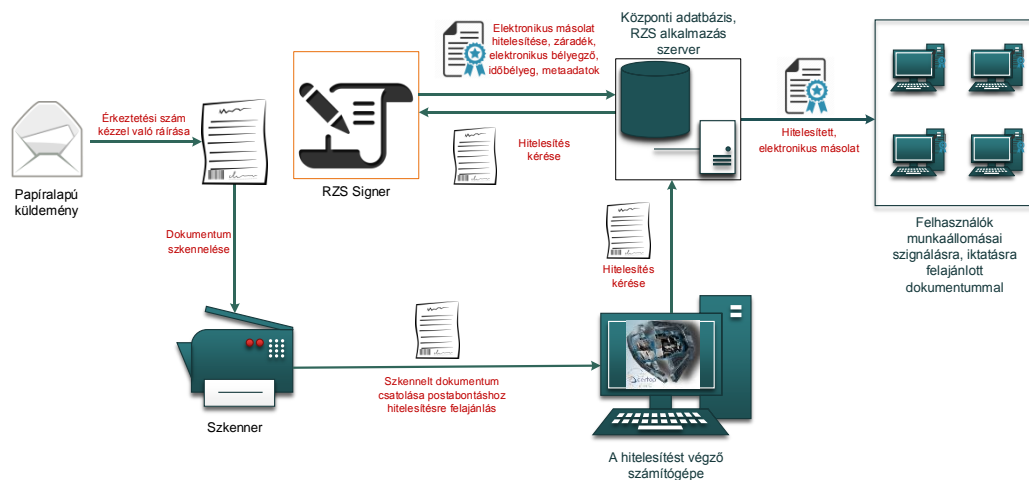 Elektronikus másolat
hitelesítése, záradék,
elektronikus bélyegző,
időbélyeg, metaadatok
Központi adatbázis,
RZS alkalmazás
szerver
Érkeztetési szám
kézzel való ráírása
Papíralapú
küldemény
RZS Signer
Hitelesítés
kérése
Hitelesített,
elektronikus másolat
Felhasználók
munkaállomásai
szignálásra, iktatásra
felajánlott
dokumentummal
Dokumentum
szkennelése
Hitelesítés
kérése
Szkennelt dokumentum
csatolása postabontáshoz
hitelesítésre felajánlás
Szkenner
A hitelesítést végző
számítógépe